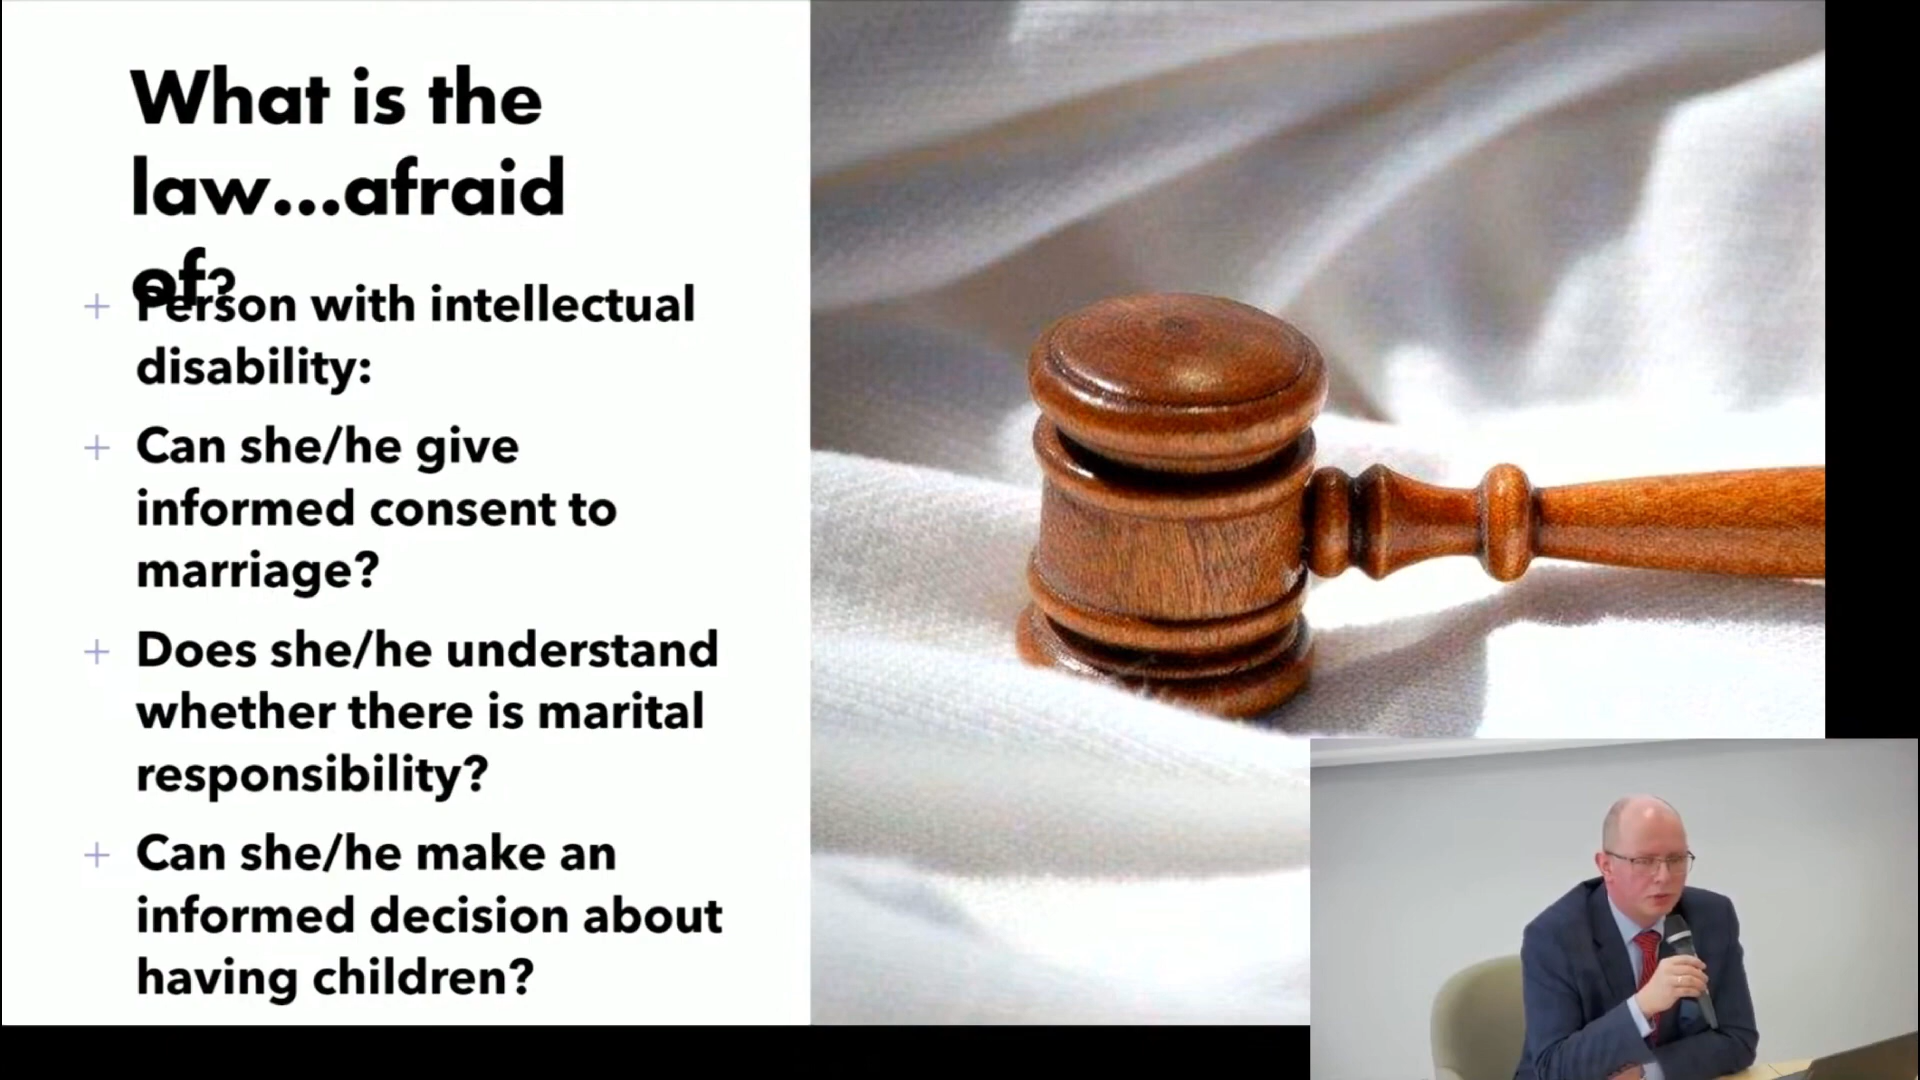 What is the
law...afraid
of?
+ Person with intellectual
disability:
+ Can she/he give
informed consent to
marriage?
+ Does she/he understand
whether there is marital
responsibility?
+ Can she/he make an
informed decision about
having children?